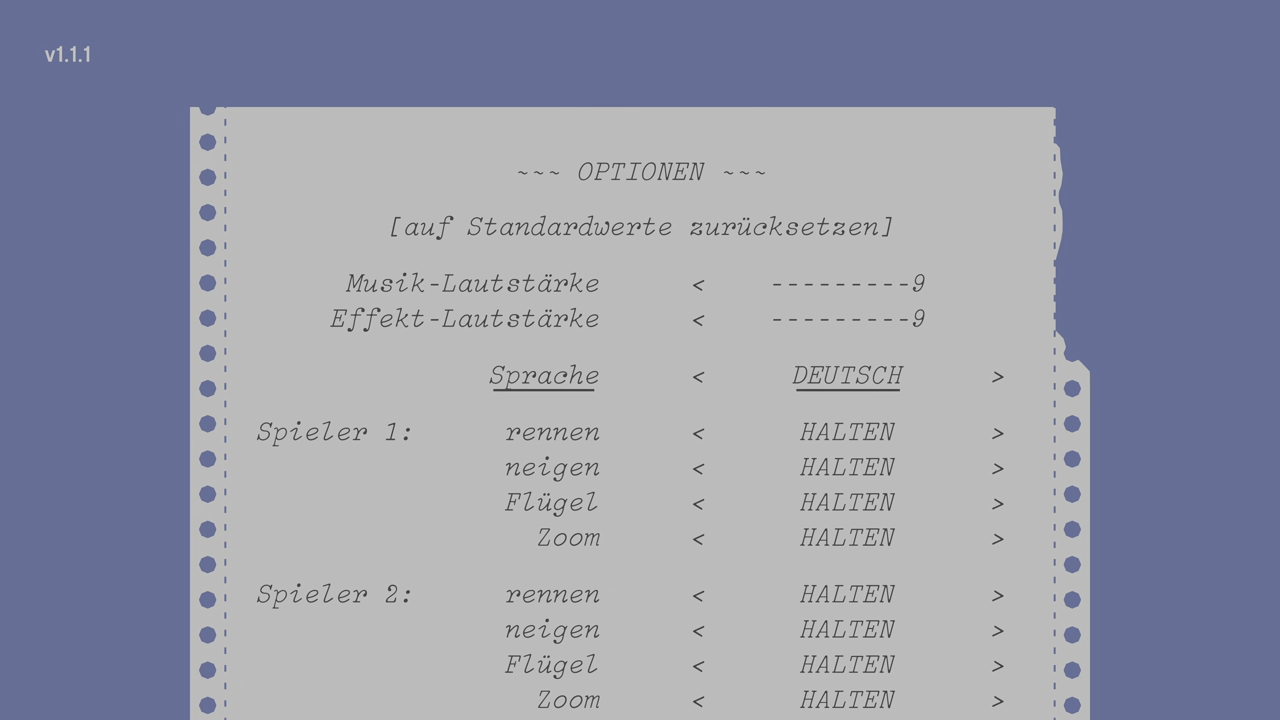 v1.1.1
~~~ OPTIONEN ~~~
[auf Standardwerte zurücksetzen]
Musik-Lautstärke < ---------9
Effekt-Lautstärke < ---------9
Sprache < DEUTSCH >
Spieler 1: rennen < HALTEN >
neigen < HALTEN >
Flügel < HALTEN >
Zoom < HALTEN >
Spieler 2: rennen < HALTEN >
neigen < HALTEN >
Flügel < HALTEN >
Zoom < HALTEN >